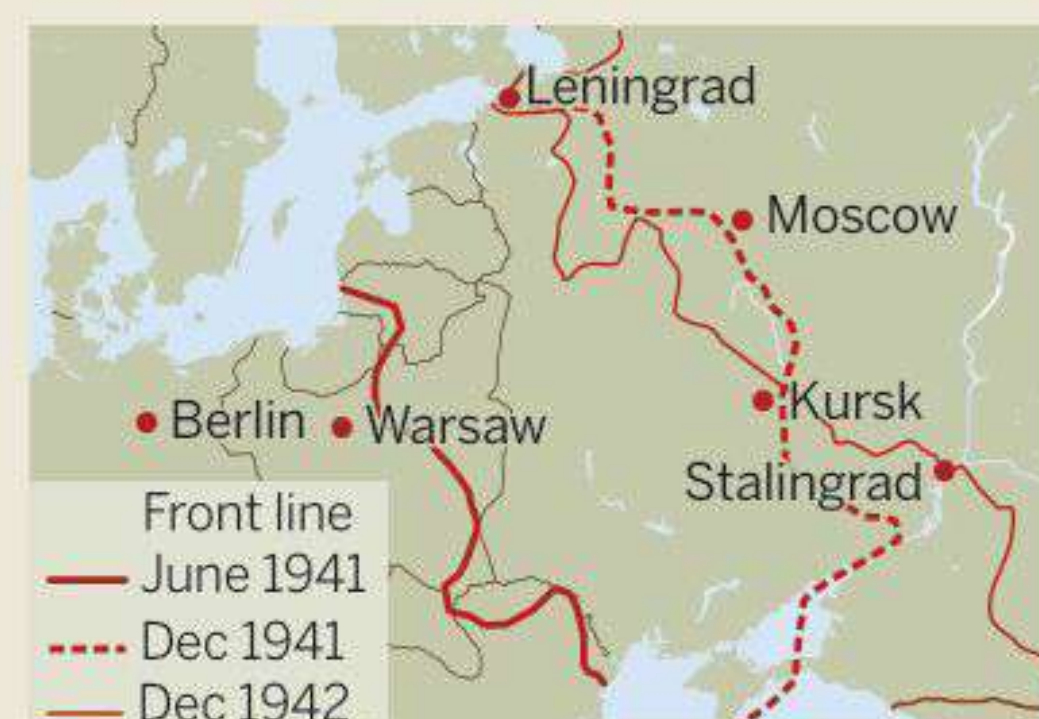 Leningrad
Moscow
Kursk
Berlin
Warsaw
Stalingrad
Front line
June 1941
Dec 1941
Dec 1942